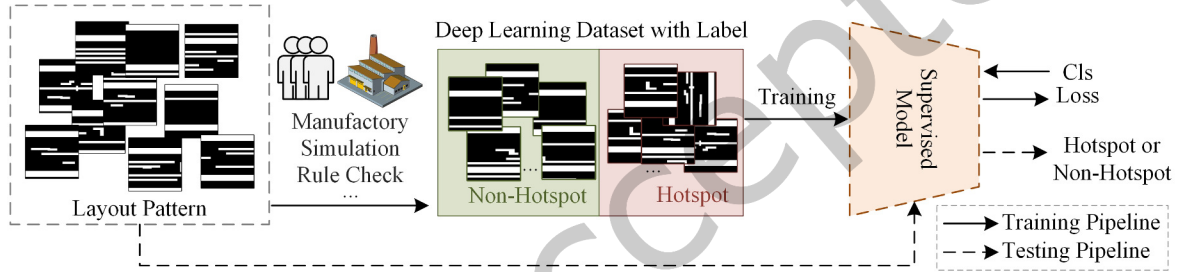 Layout Pattern
Manufactory
Simulation
Rule Check
...
Deep Learning Dataset with Label
...
Non-Hotspot
...
Hotspot
Training
Supervised
Model
Cls
Loss
Hotspot or
Non-Hotspot
Training Pipeline
Testing Pipeline
Accept